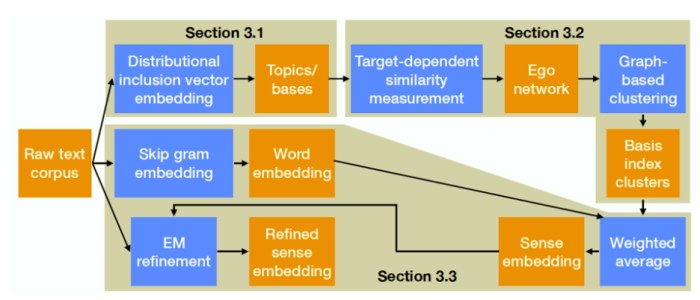 Section 3.1
Section 3.2
Distributional
inclusion vector
embedding
Topics/
bases
Target-dependent
similarity
measurement
Ego
network
Graph-
based
clustering
Raw text
corpus
Skip gram
embedding
Word
embedding
Basis
index
clusters
EM
refinement
Refined
sense
embedding
Sense
embedding
Weighted
average
Section 3.3